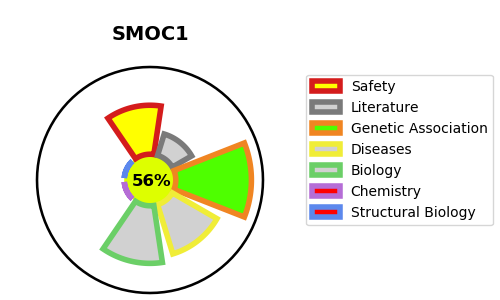 SMOC1
56%
Safety
Literature
Genetic Association
Diseases
Biology
Chemistry
Structural Biology